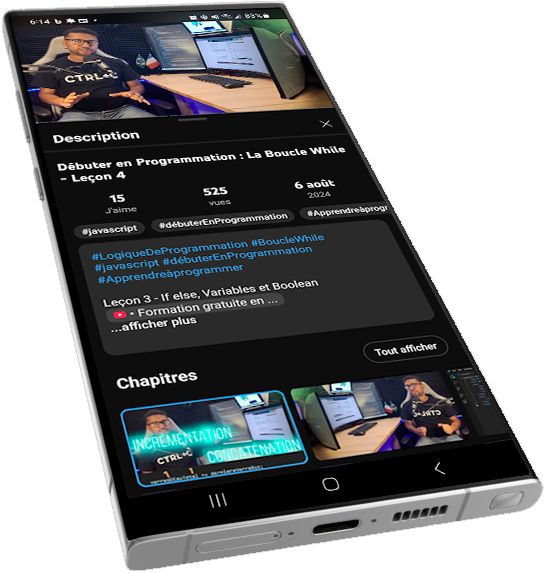 6:14
83%
CTRL+C
Description
Débuter en Programmation : La Boucle While
– Leçon 4
15
525
6 août
J'aime
vues
2024
#javascript
#débuterEnProgrammation
#Apprendreàprogr
#LogiqueDeProgrammation #BoucleWhile
#javascript #débuterEnProgrammation
#Apprendreàprogrammer
Leçon 3 - If else, Variables et Boolean
• Formation gratuite en ...
...afficher plus
Tout afficher
Chapitres
INCREMENTATION
CONCATENATION
CTRL+C
CTRL+C